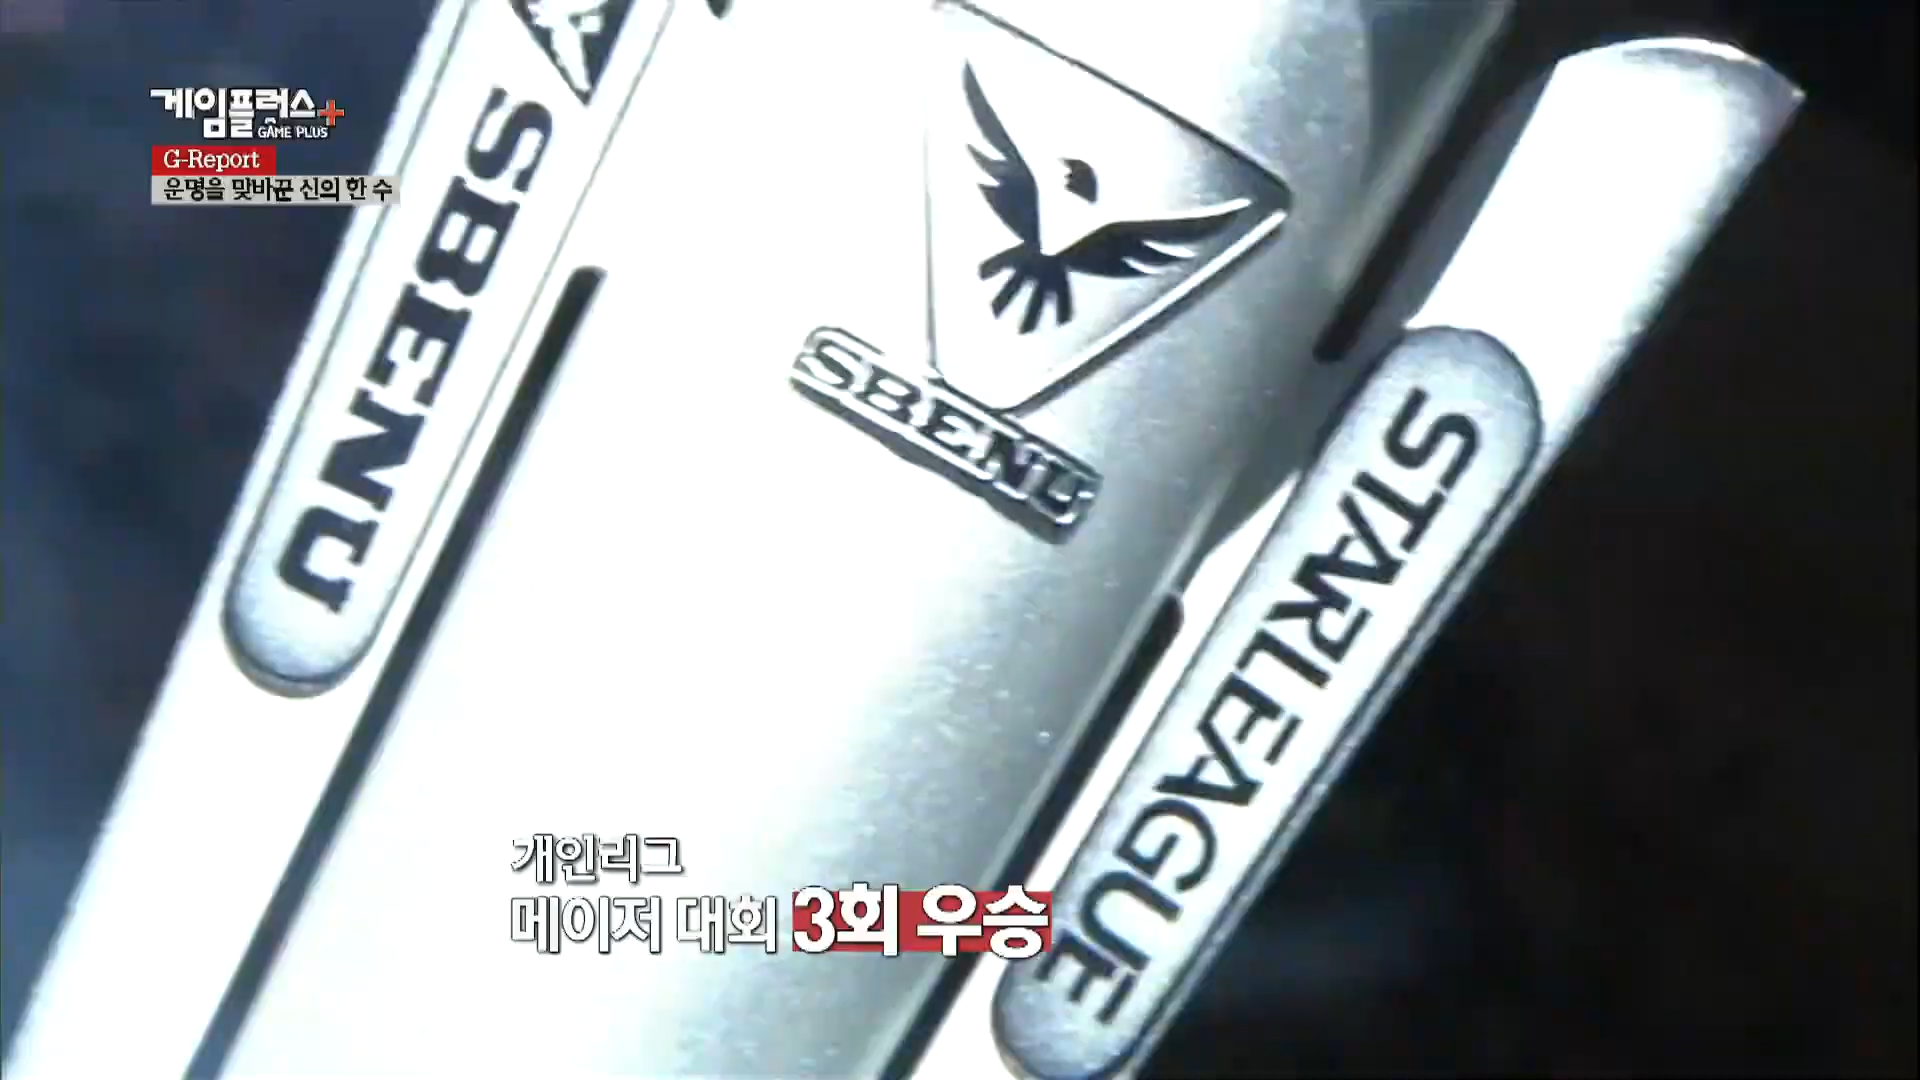 게임플러스+
GAME PLUS
G-Report
운명을 맞바꾼 신의 한 수
SBENU
SBENU
STARLEAGUE
개인리그
메이저 대회 3회 우승